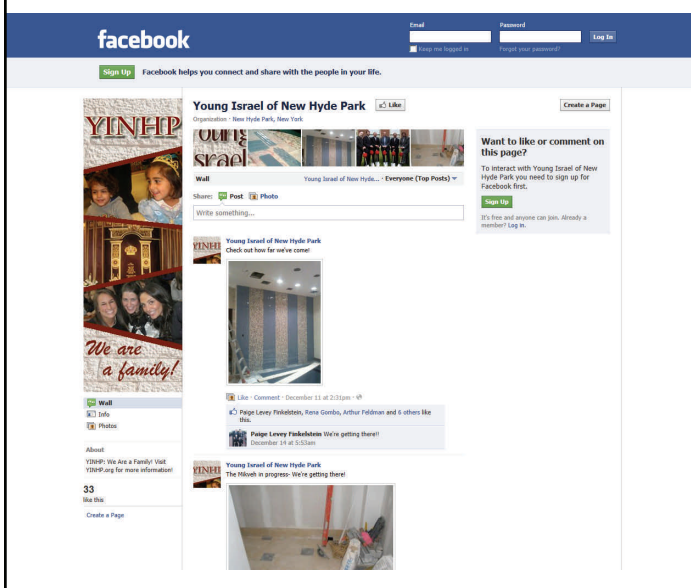 facebook
Email
Password
Log In
Keep me logged in
Forgot your password?
Sign Up
Facebook helps you connect and share with the people in your life.
YINHP
We are
a family!
Wall
Info
Photos
About
YINHP: We Are a Family! Visit
YINHP.org for more information!
33
like this
Create a Page
Young Israel of New Hyde Park
Like
Organization · New Hyde Park, New York
Israel
Wall
Young Israel of New Hyde... · Everyone (Top Posts)
Share: Post Photo
Write something...
YINHP
Young Israel of New Hyde Park
Check out how far we've come!
Like · Comment · December 11 at 2:31pm ·
Paige Levey Finkelstein, Rena Gombo, Arthur Feldman and 6 others like
this.
Paige Levey Finkelstein We're getting there!!
December 14 at 5:53am
YINHP
Young Israel of New Hyde Park
The Mikveh in progress- We're getting there!
Create a Page
Want to like or comment on
this page?
To interact with Young Israel of New
Hyde Park you need to sign up for
Facebook first.
Sign Up
It's free and anyone can join. Already a
member? Log in.